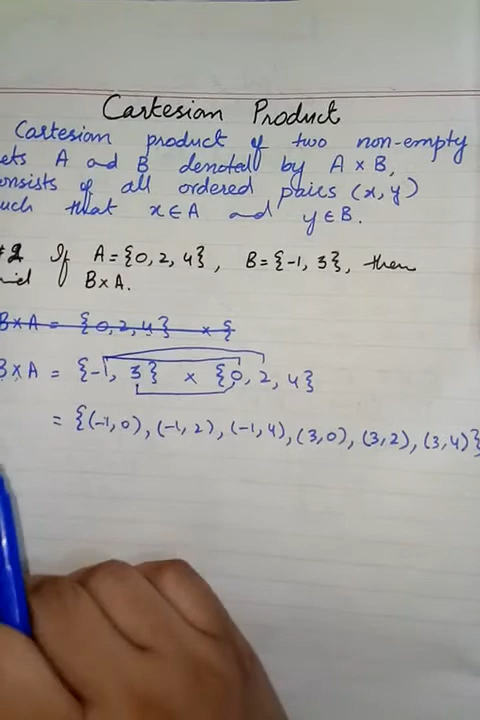 Cartesian Product
Cartesian product of two non-empty
ets A and B denoted by A × B,
onsists of all ordered pairs (x, y)
uch that x ∈ A and y ∈ B.
#2 If A = {0, 2, 4}, B = {-1, 3}, then
B×A.
B×A = {0, 2, 4} × {
B×A = {-1, 3} × {0, 2, 4}
= {(-1, 0), (-1, 2), (-1, 4), (3, 0), (3, 2), (3, 4)}